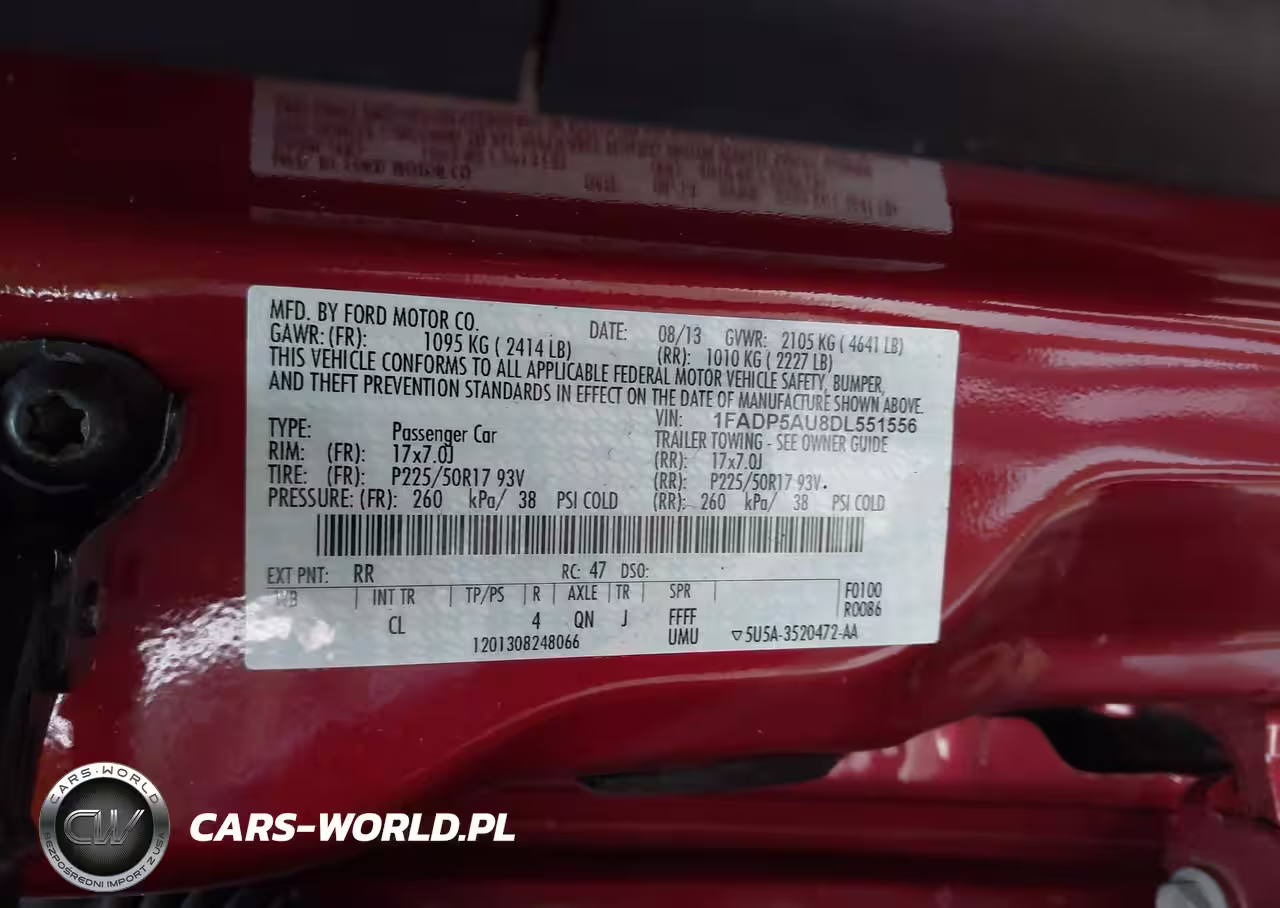 MFD. BY FORD MOTOR CO. DATE: 08/13 GVWR: 2105 KG ( 4641 LB)
GAWR: (FR): 1095 KG ( 2414 LB) (RR): 1010 KG ( 2227 LB)
THIS VEHICLE CONFORMS TO ALL APPLICABLE FEDERAL MOTOR VEHICLE SAFETY, BUMPER,
AND THEFT PREVENTION STANDARDS IN EFFECT ON THE DATE OF MANUFACTURE SHOWN ABOVE.
VIN: 1FADP5AU8DL551556
TYPE: Passenger Car TRAILER TOWING - SEE OWNER GUIDE
RIM: (FR): 17x7.0J (RR): 17x7.0J
TIRE: (FR): P225/50R17 93V (RR): P225/50R17 93V
PRESSURE: (FR): 260 kPa/ 38 PSI COLD (RR): 260 kPa/ 38 PSI COLD
EXT PNT: RR RC: 47 DSO:
WB INT TR TP/PS R AXLE TR SPR F0100
R0086
CL 4 QN J FFFF
1201308248066 UMU 5U5A-3520472-AA
CARS-WORLD
CW
BEZPOŚREDNI IMPORT Z USA
CARS-WORLD.PL